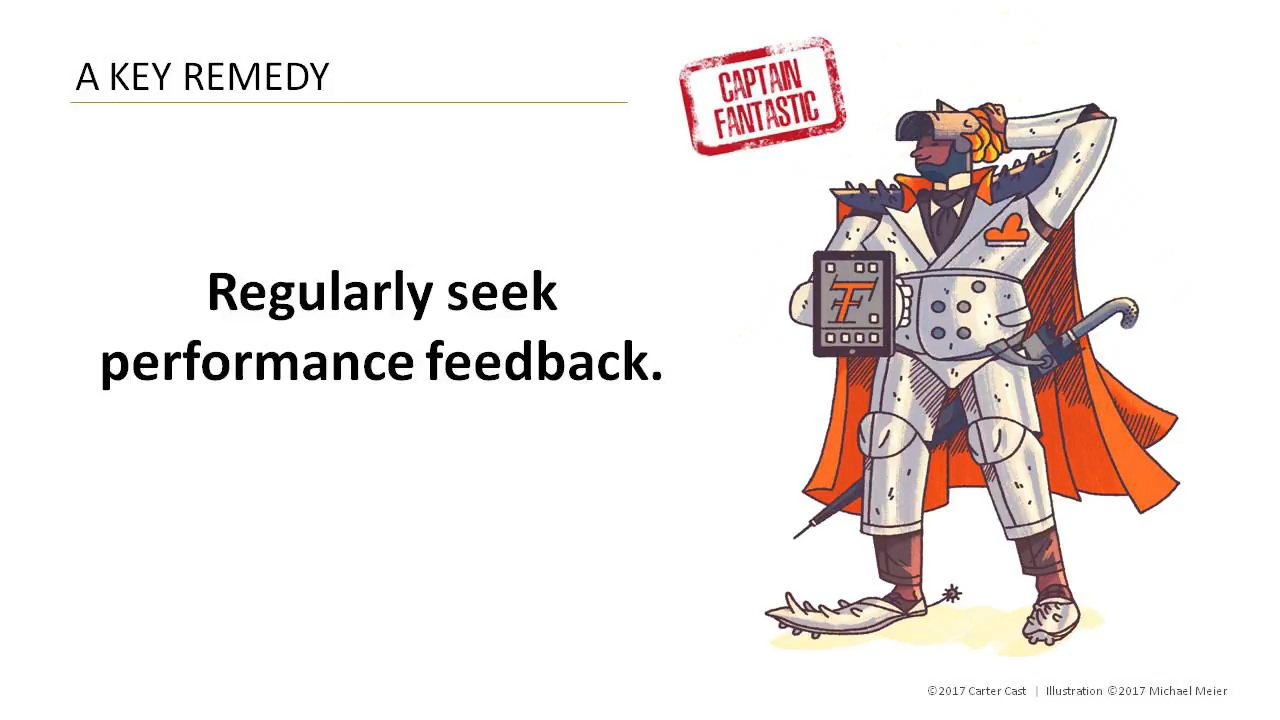 A KEY REMEDY
CAPTAIN
FANTASTIC
Regularly seek
performance feedback.
©2017 Carter Cast | Illustration ©2017 Michael Meier